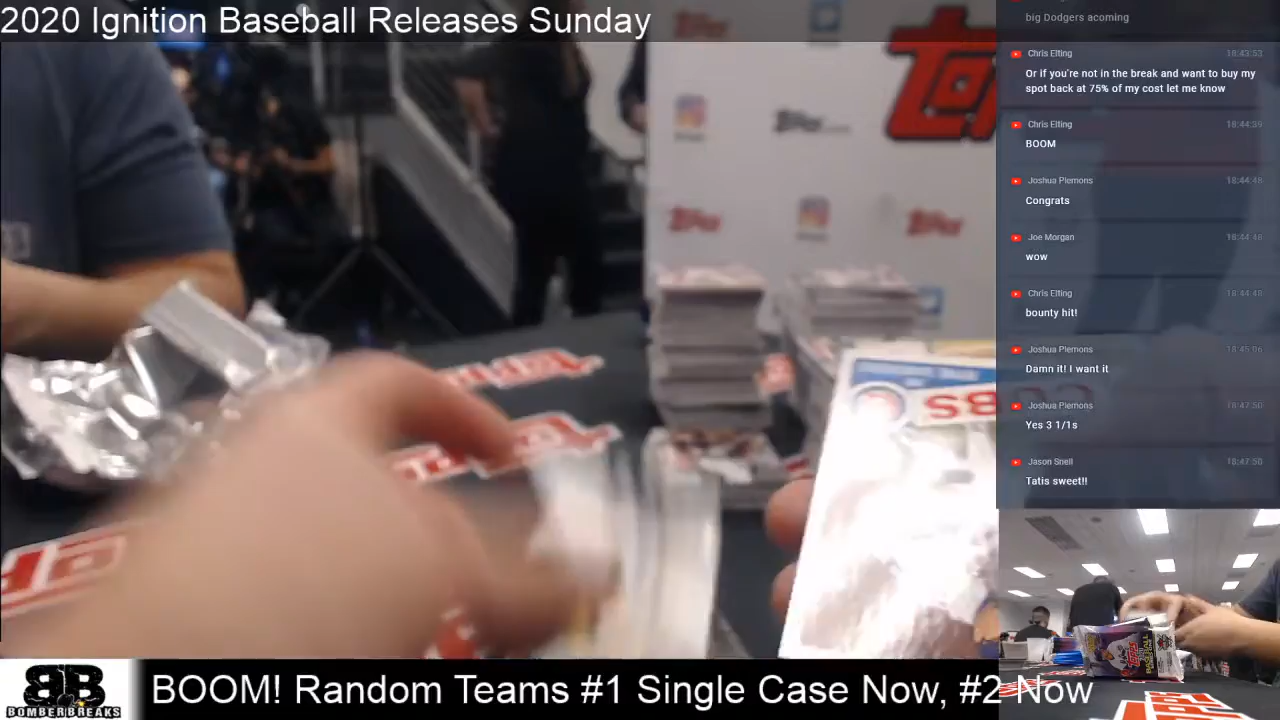 2020 Ignition Baseball Releases Sunday
big Dodgers acoming
Chris Elting 18:43:53
Or if you're not in the break and want to buy my
spot back at 75% of my cost let me know
Chris Elting 18:44:39
BOOM
Joshua Plemons 18:44:48
Congrats
Joe Morgan 18:44:48
wow
Chris Elting 18:44:48
bounty hit!
Joshua Plemons 18:45:06
Damn it! I want it
Joshua Plemons 18:47:50
Yes 3 1/1s
Jason Snell 18:47:50
Tatis sweet!!
BOMBERBREAKS
BOOM! Random Teams #1 Single Case Now, #2 Now